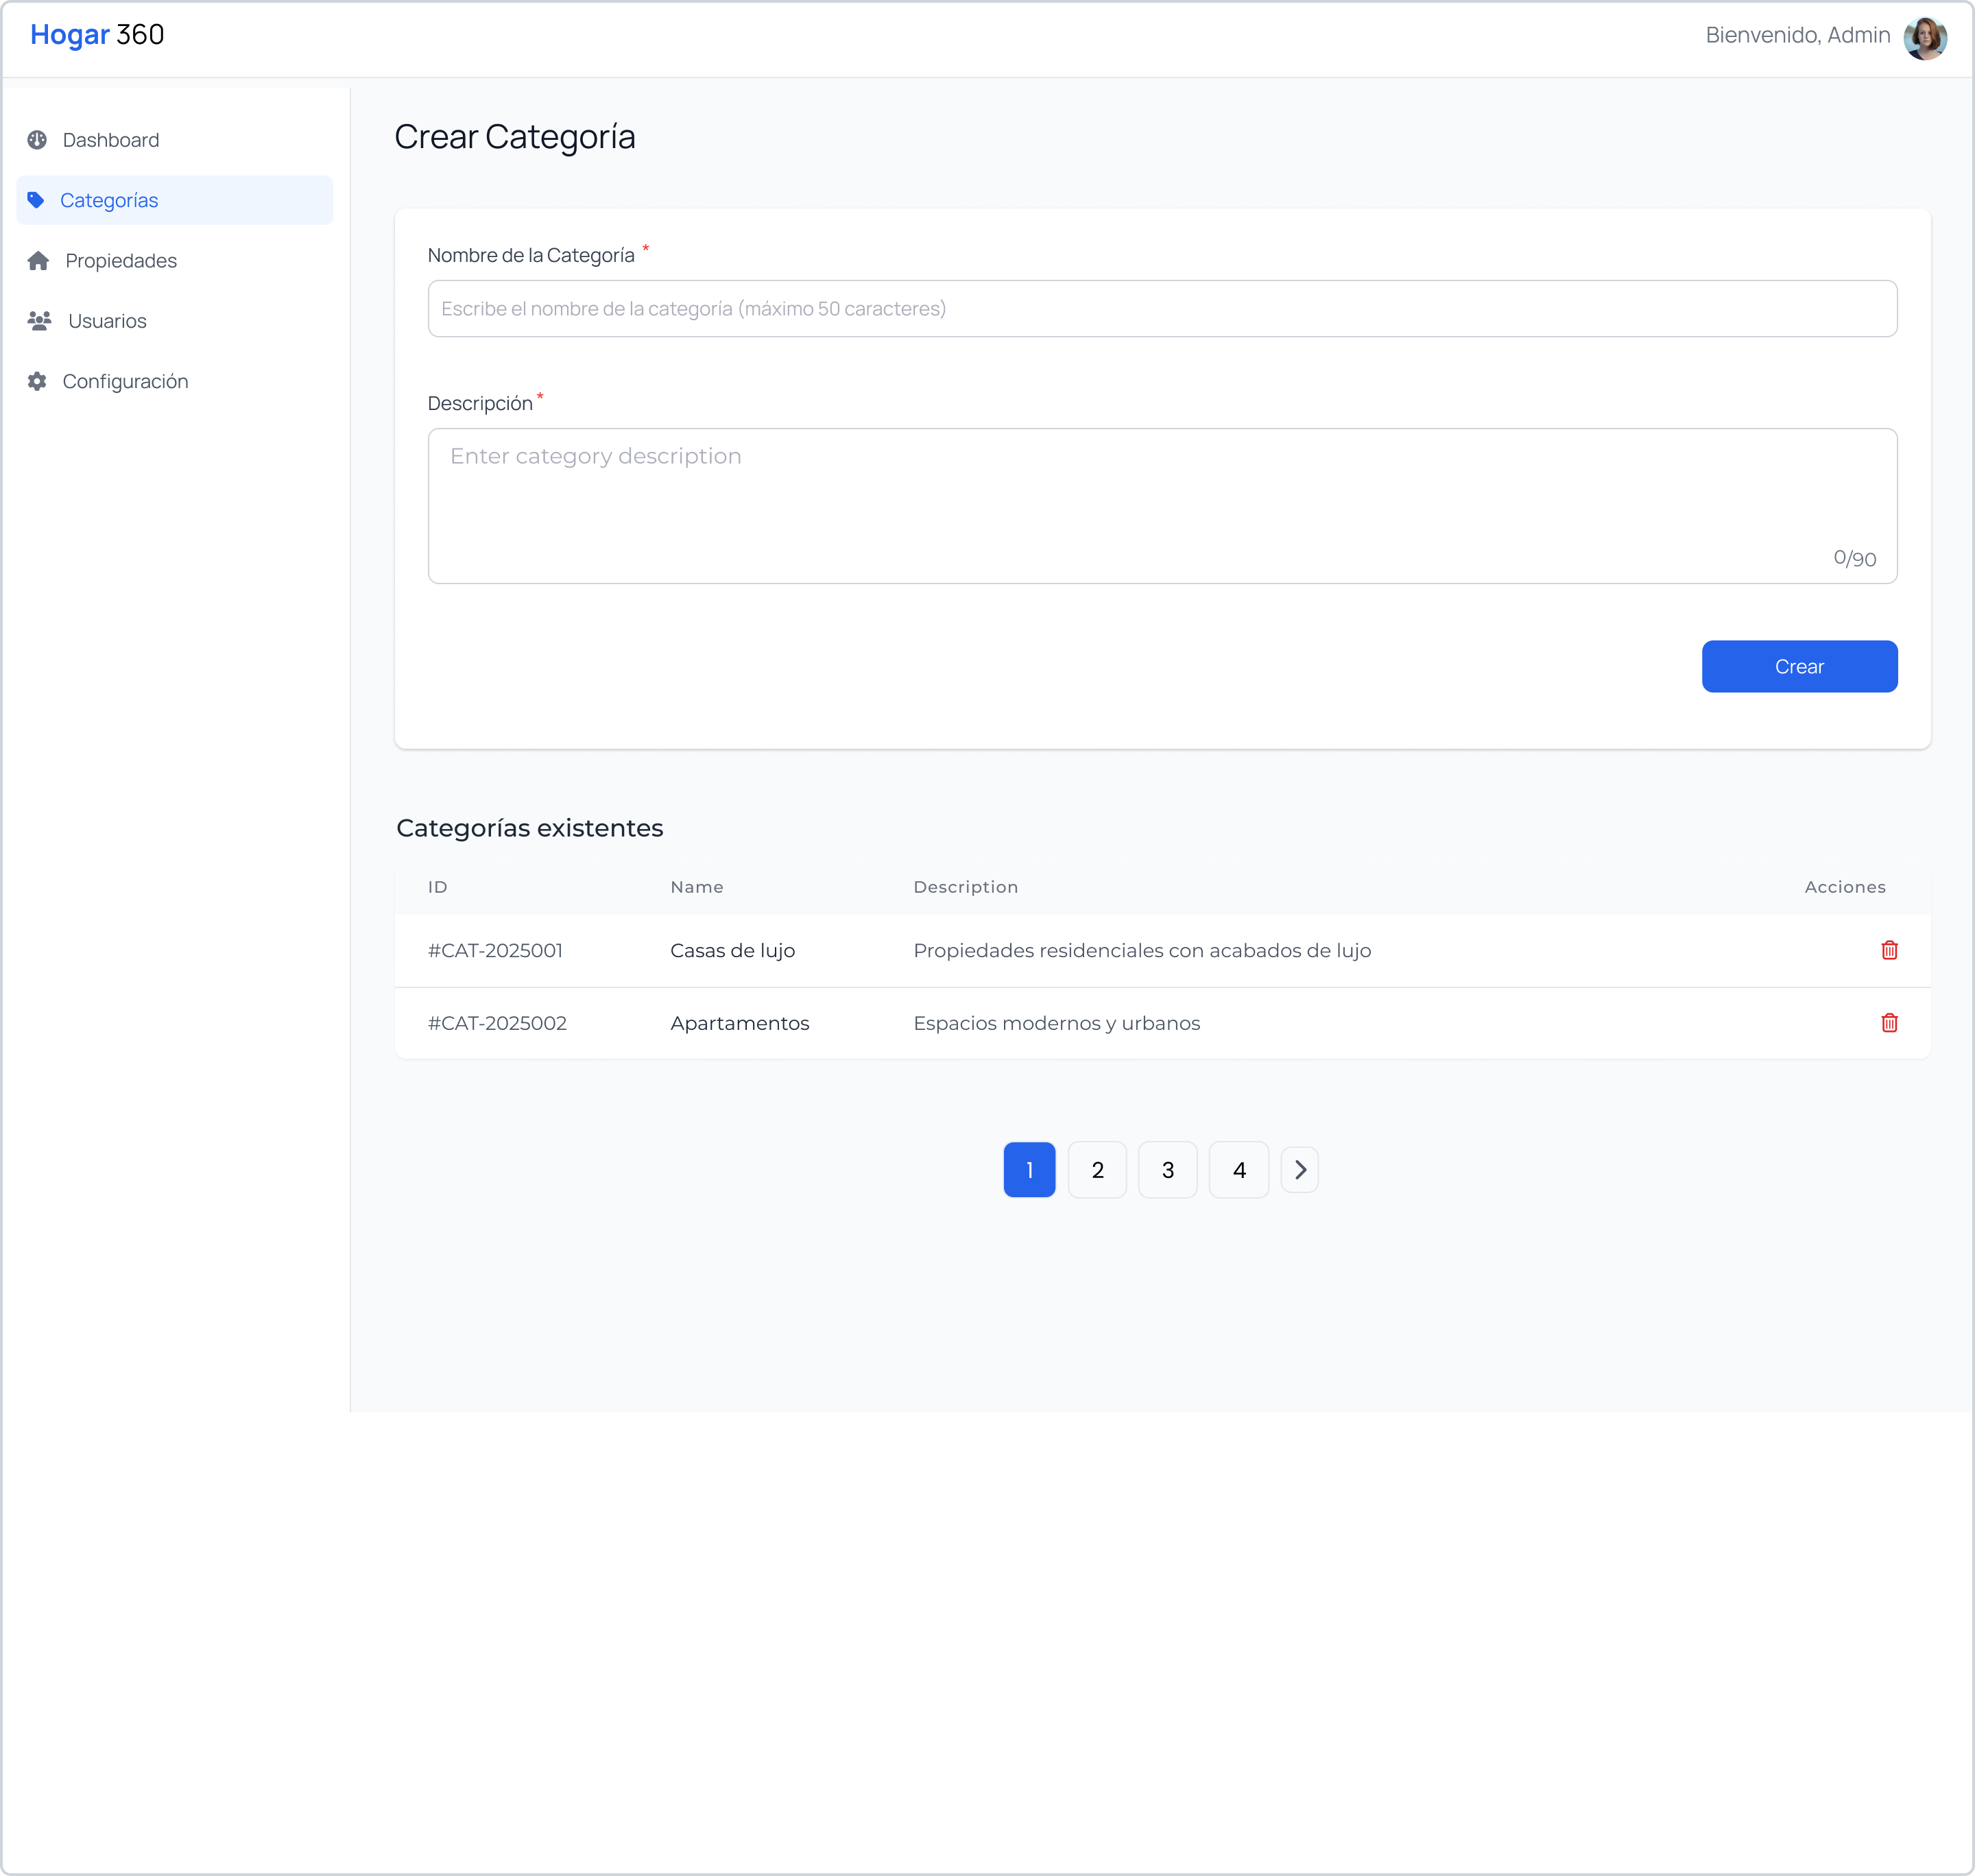 Hogar 360
Bienvenido, Admin
Dashboard
Categorías
Propiedades
Usuarios
Configuración
Crear Categoría
Nombre de la Categoría *
Escribe el nombre de la categoría (máximo 50 caracteres)
Descripción *
Enter category description
0/90
Crear
Categorías existentes
ID Name Description Acciones
#CAT-2025001 Casas de lujo Propiedades residenciales con acabados de lujo
#CAT-2025002 Apartamentos Espacios modernos y urbanos
1 2 3 4